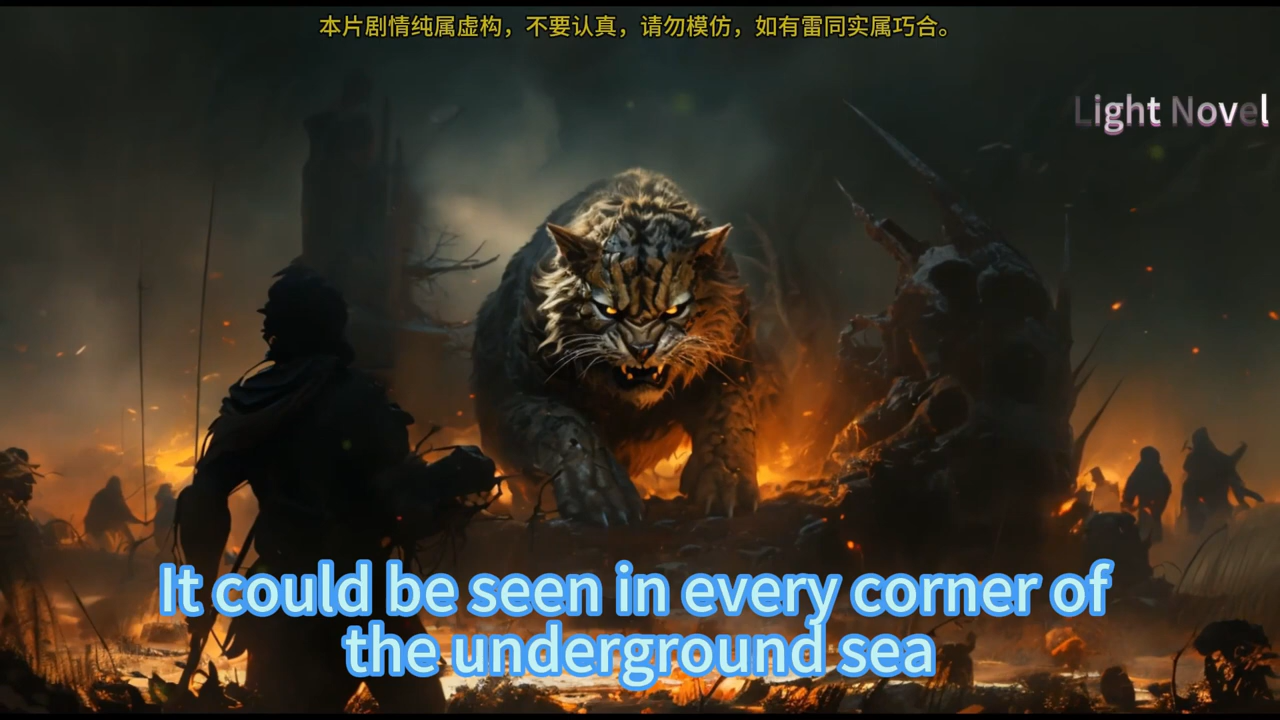 本片剧情纯属虚构，不要认真，请勿模仿，如有雷同实属巧合。
Light Novel
It could be seen in every corner of
the underground sea